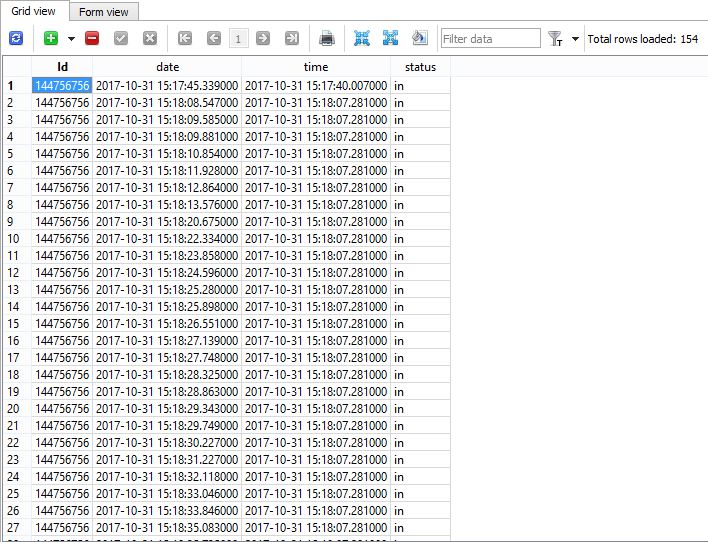 Grid view Form view
1 Filter data Total rows loaded: 154
Id date time status
1 144756756 2017-10-31 15:17:45.339000 2017-10-31 15:17:40.007000 in
2 144756756 2017-10-31 15:18:08.547000 2017-10-31 15:18:07.281000 in
3 144756756 2017-10-31 15:18:09.585000 2017-10-31 15:18:07.281000 in
4 144756756 2017-10-31 15:18:09.881000 2017-10-31 15:18:07.281000 in
5 144756756 2017-10-31 15:18:10.854000 2017-10-31 15:18:07.281000 in
6 144756756 2017-10-31 15:18:11.928000 2017-10-31 15:18:07.281000 in
7 144756756 2017-10-31 15:18:12.864000 2017-10-31 15:18:07.281000 in
8 144756756 2017-10-31 15:18:13.576000 2017-10-31 15:18:07.281000 in
9 144756756 2017-10-31 15:18:20.675000 2017-10-31 15:18:07.281000 in
10 144756756 2017-10-31 15:18:22.334000 2017-10-31 15:18:07.281000 in
11 144756756 2017-10-31 15:18:23.858000 2017-10-31 15:18:07.281000 in
12 144756756 2017-10-31 15:18:24.596000 2017-10-31 15:18:07.281000 in
13 144756756 2017-10-31 15:18:25.280000 2017-10-31 15:18:07.281000 in
14 144756756 2017-10-31 15:18:25.898000 2017-10-31 15:18:07.281000 in
15 144756756 2017-10-31 15:18:26.551000 2017-10-31 15:18:07.281000 in
16 144756756 2017-10-31 15:18:27.139000 2017-10-31 15:18:07.281000 in
17 144756756 2017-10-31 15:18:27.748000 2017-10-31 15:18:07.281000 in
18 144756756 2017-10-31 15:18:28.325000 2017-10-31 15:18:07.281000 in
19 144756756 2017-10-31 15:18:28.863000 2017-10-31 15:18:07.281000 in
20 144756756 2017-10-31 15:18:29.343000 2017-10-31 15:18:07.281000 in
21 144756756 2017-10-31 15:18:29.749000 2017-10-31 15:18:07.281000 in
22 144756756 2017-10-31 15:18:30.227000 2017-10-31 15:18:07.281000 in
23 144756756 2017-10-31 15:18:31.227000 2017-10-31 15:18:07.281000 in
24 144756756 2017-10-31 15:18:32.118000 2017-10-31 15:18:07.281000 in
25 144756756 2017-10-31 15:18:33.046000 2017-10-31 15:18:07.281000 in
26 144756756 2017-10-31 15:18:33.846000 2017-10-31 15:18:07.281000 in
27 144756756 2017-10-31 15:18:35.083000 2017-10-31 15:18:07.281000 in